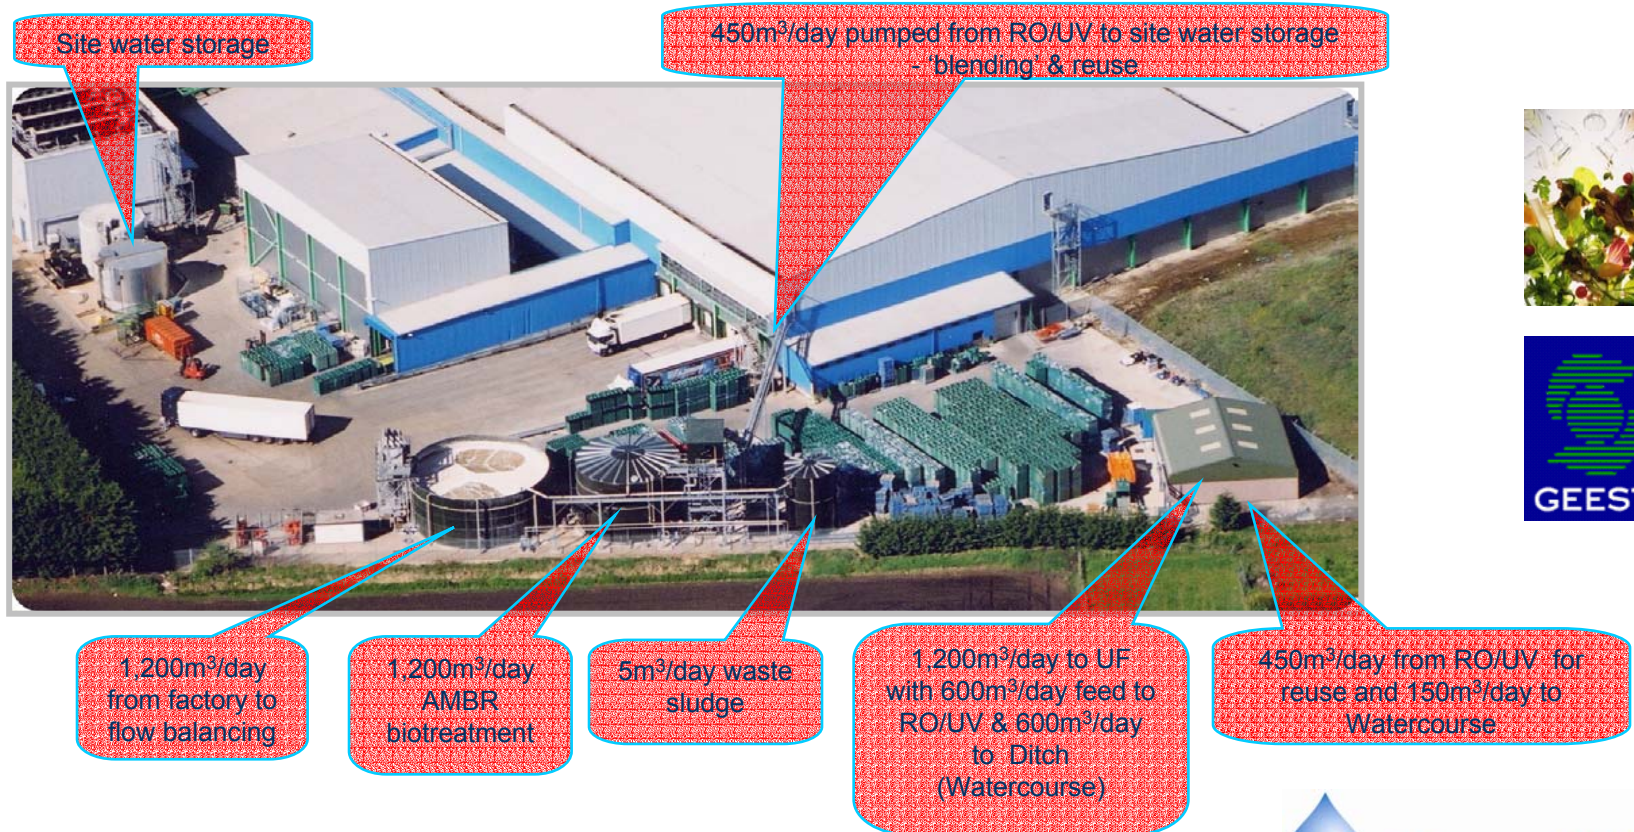 Site water storage
450m³/day pumped from RO/UV to site water storage
- ‘blending’ & reuse
GEEST
1,200m³/day
from factory to
flow balancing
1,200m³/day
AMBR
biotreatment
5m³/day waste
sludge
1,200m³/day to UF
with 600m³/day feed to
RO/UV & 600m³/day
to Ditch
(Watercourse)
450m³/day from RO/UV for
reuse and 150m³/day to
Watercourse